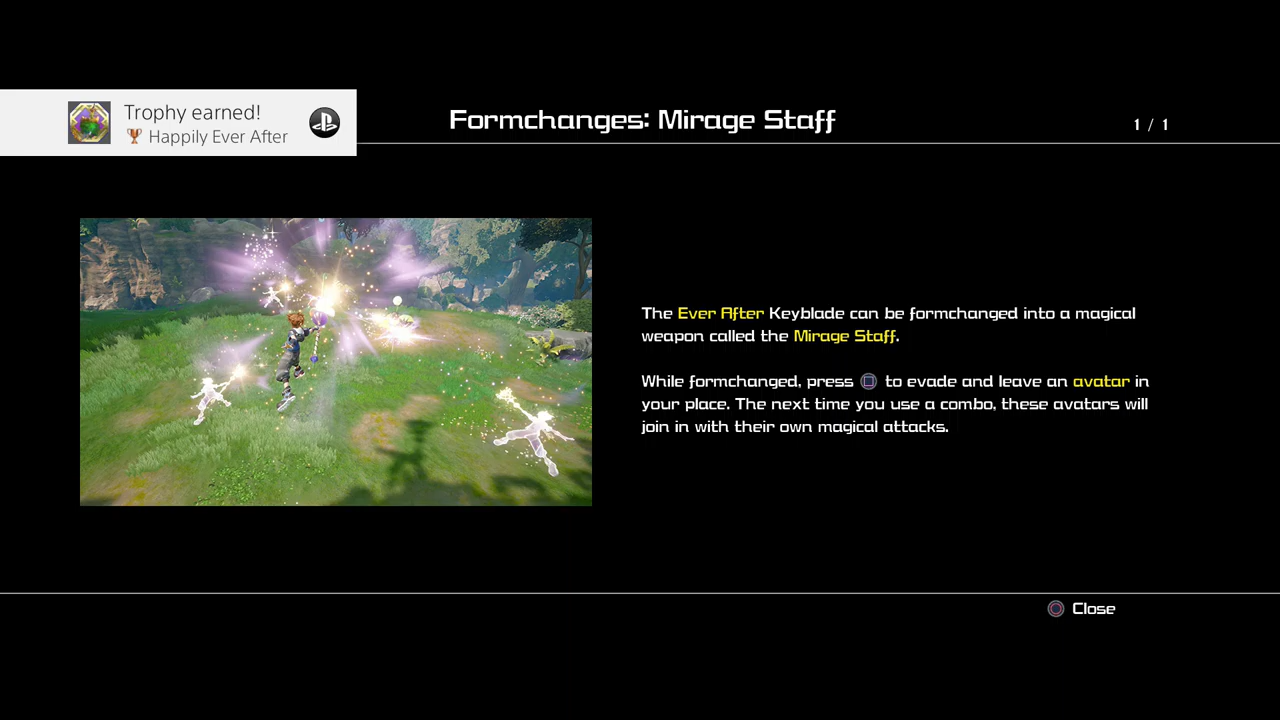 Trophy earned!
Happily Ever After
Formchanges: Mirage Staff
1 / 1
The Ever After Keyblade can be formchanged into a magical
weapon called the Mirage Staff.
While formchanged, press to evade and leave an avatar in
your place. The next time you use a combo, these avatars will
join in with their own magical attacks.
Close